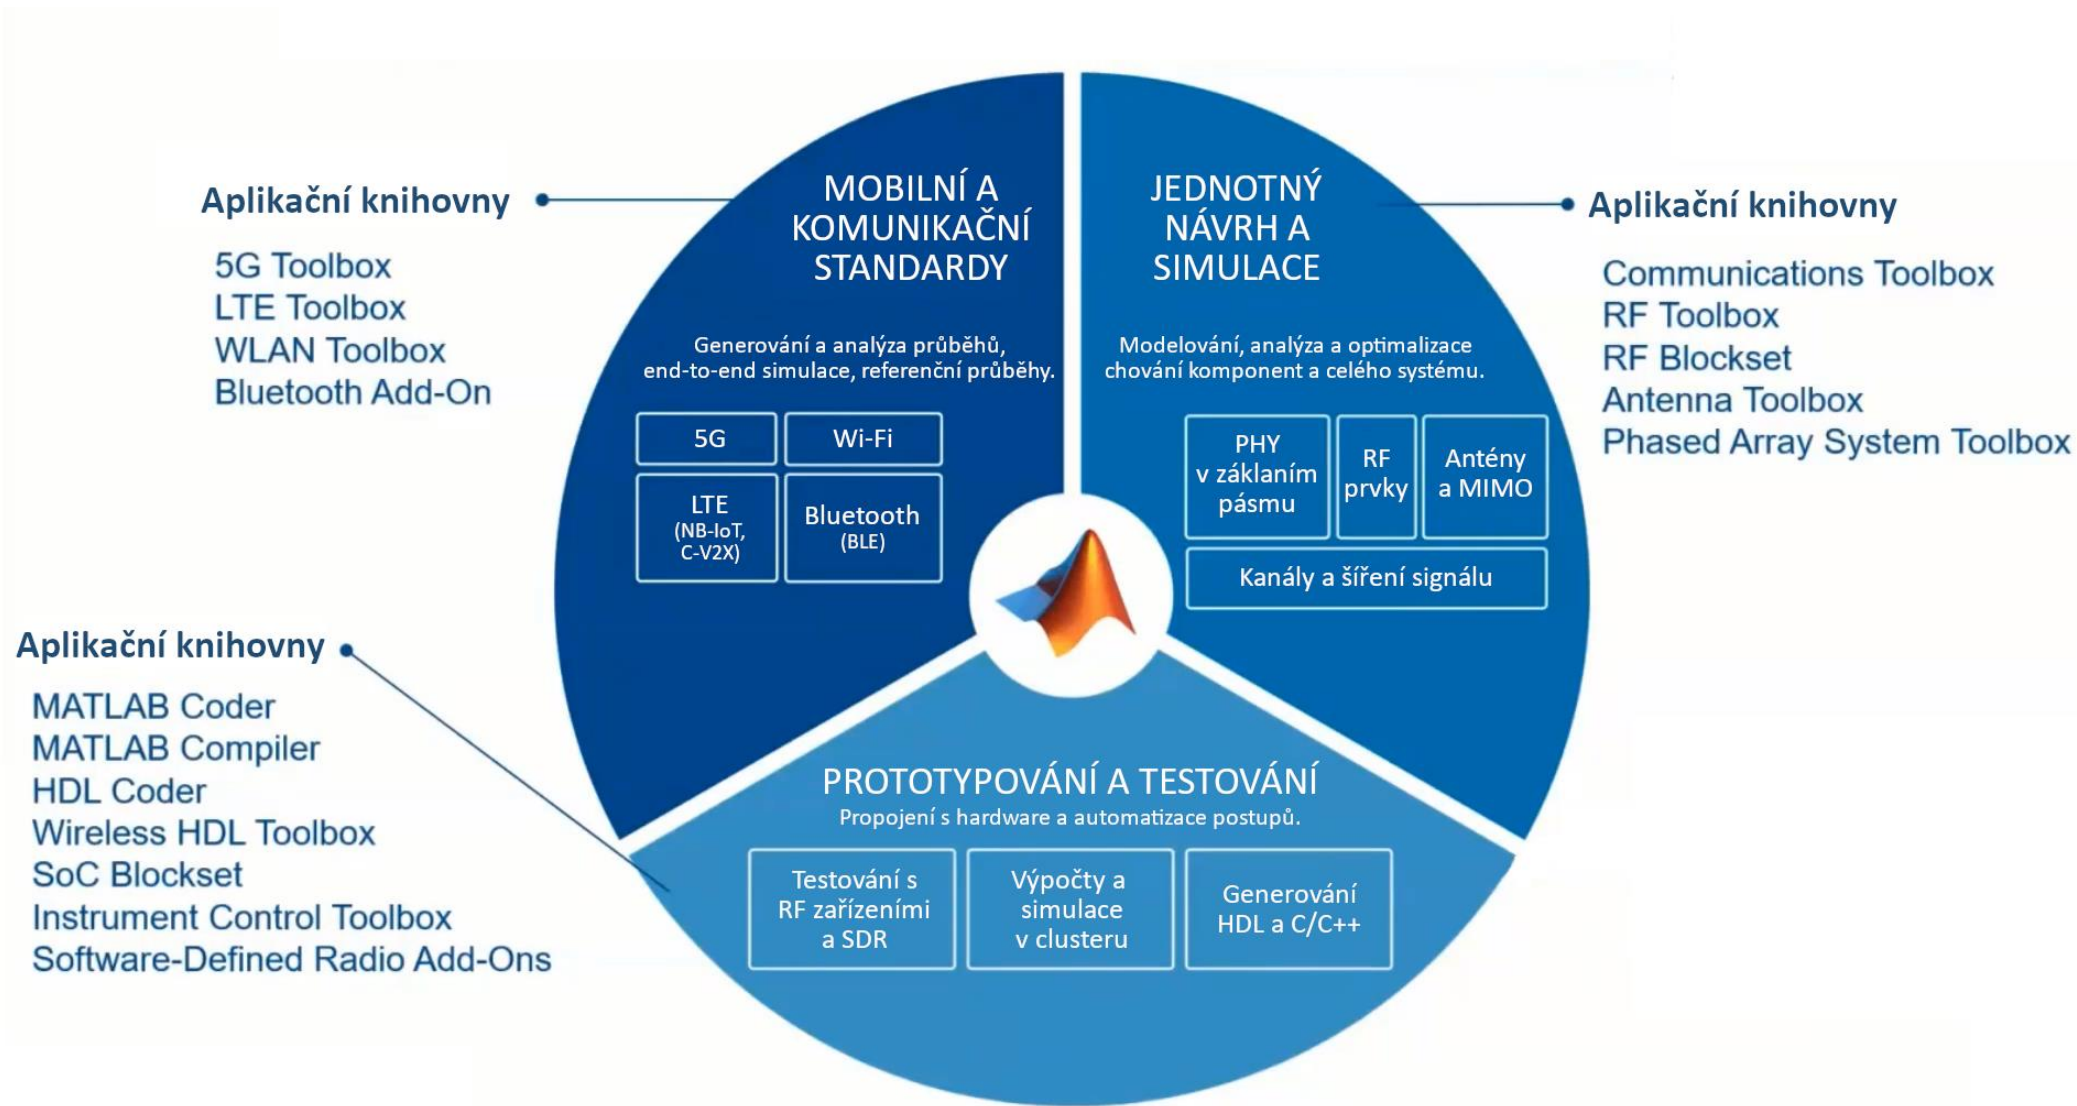 Aplikační knihovny
5G Toolbox
LTE Toolbox
WLAN Toolbox
Bluetooth Add-On
MOBILNÍ A
KOMUNIKAČNÍ
STANDARDY
Generování a analýza průběhů,
end-to-end simulace, referenční průběhy.
5G
Wi-Fi
LTE
(NB-IoT,
C-V2X)
Bluetooth
(BLE)
JEDNOTNÝ
NÁVRH A
SIMULACE
Modelování, analýza a optimalizace
chování komponent a celého systému.
PHY
v základním
pásmu
RF
prvky
Antény
a MIMO
Kanály a šíření signálu
Aplikační knihovny
Communications Toolbox
RF Toolbox
RF Blockset
Antenna Toolbox
Phased Array System Toolbox
Aplikační knihovny
MATLAB Coder
MATLAB Compiler
HDL Coder
Wireless HDL Toolbox
SoC Blockset
Instrument Control Toolbox
Software-Defined Radio Add-Ons
PROTOTYPOVÁNÍ A TESTOVÁNÍ
Propojení s hardware a automatizace postupů.
Testování s
RF zařízeními
a SDR
Výpočty a
simulace
v clusteru
Generování
HDL a C/C++